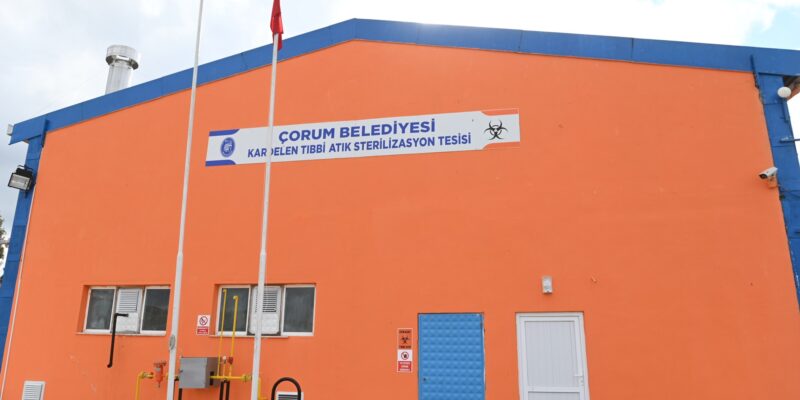 ÇORUM BELEDİYESİ
KARDELEN TIBBİ ATIK STERİLİZASYON TESİSİ